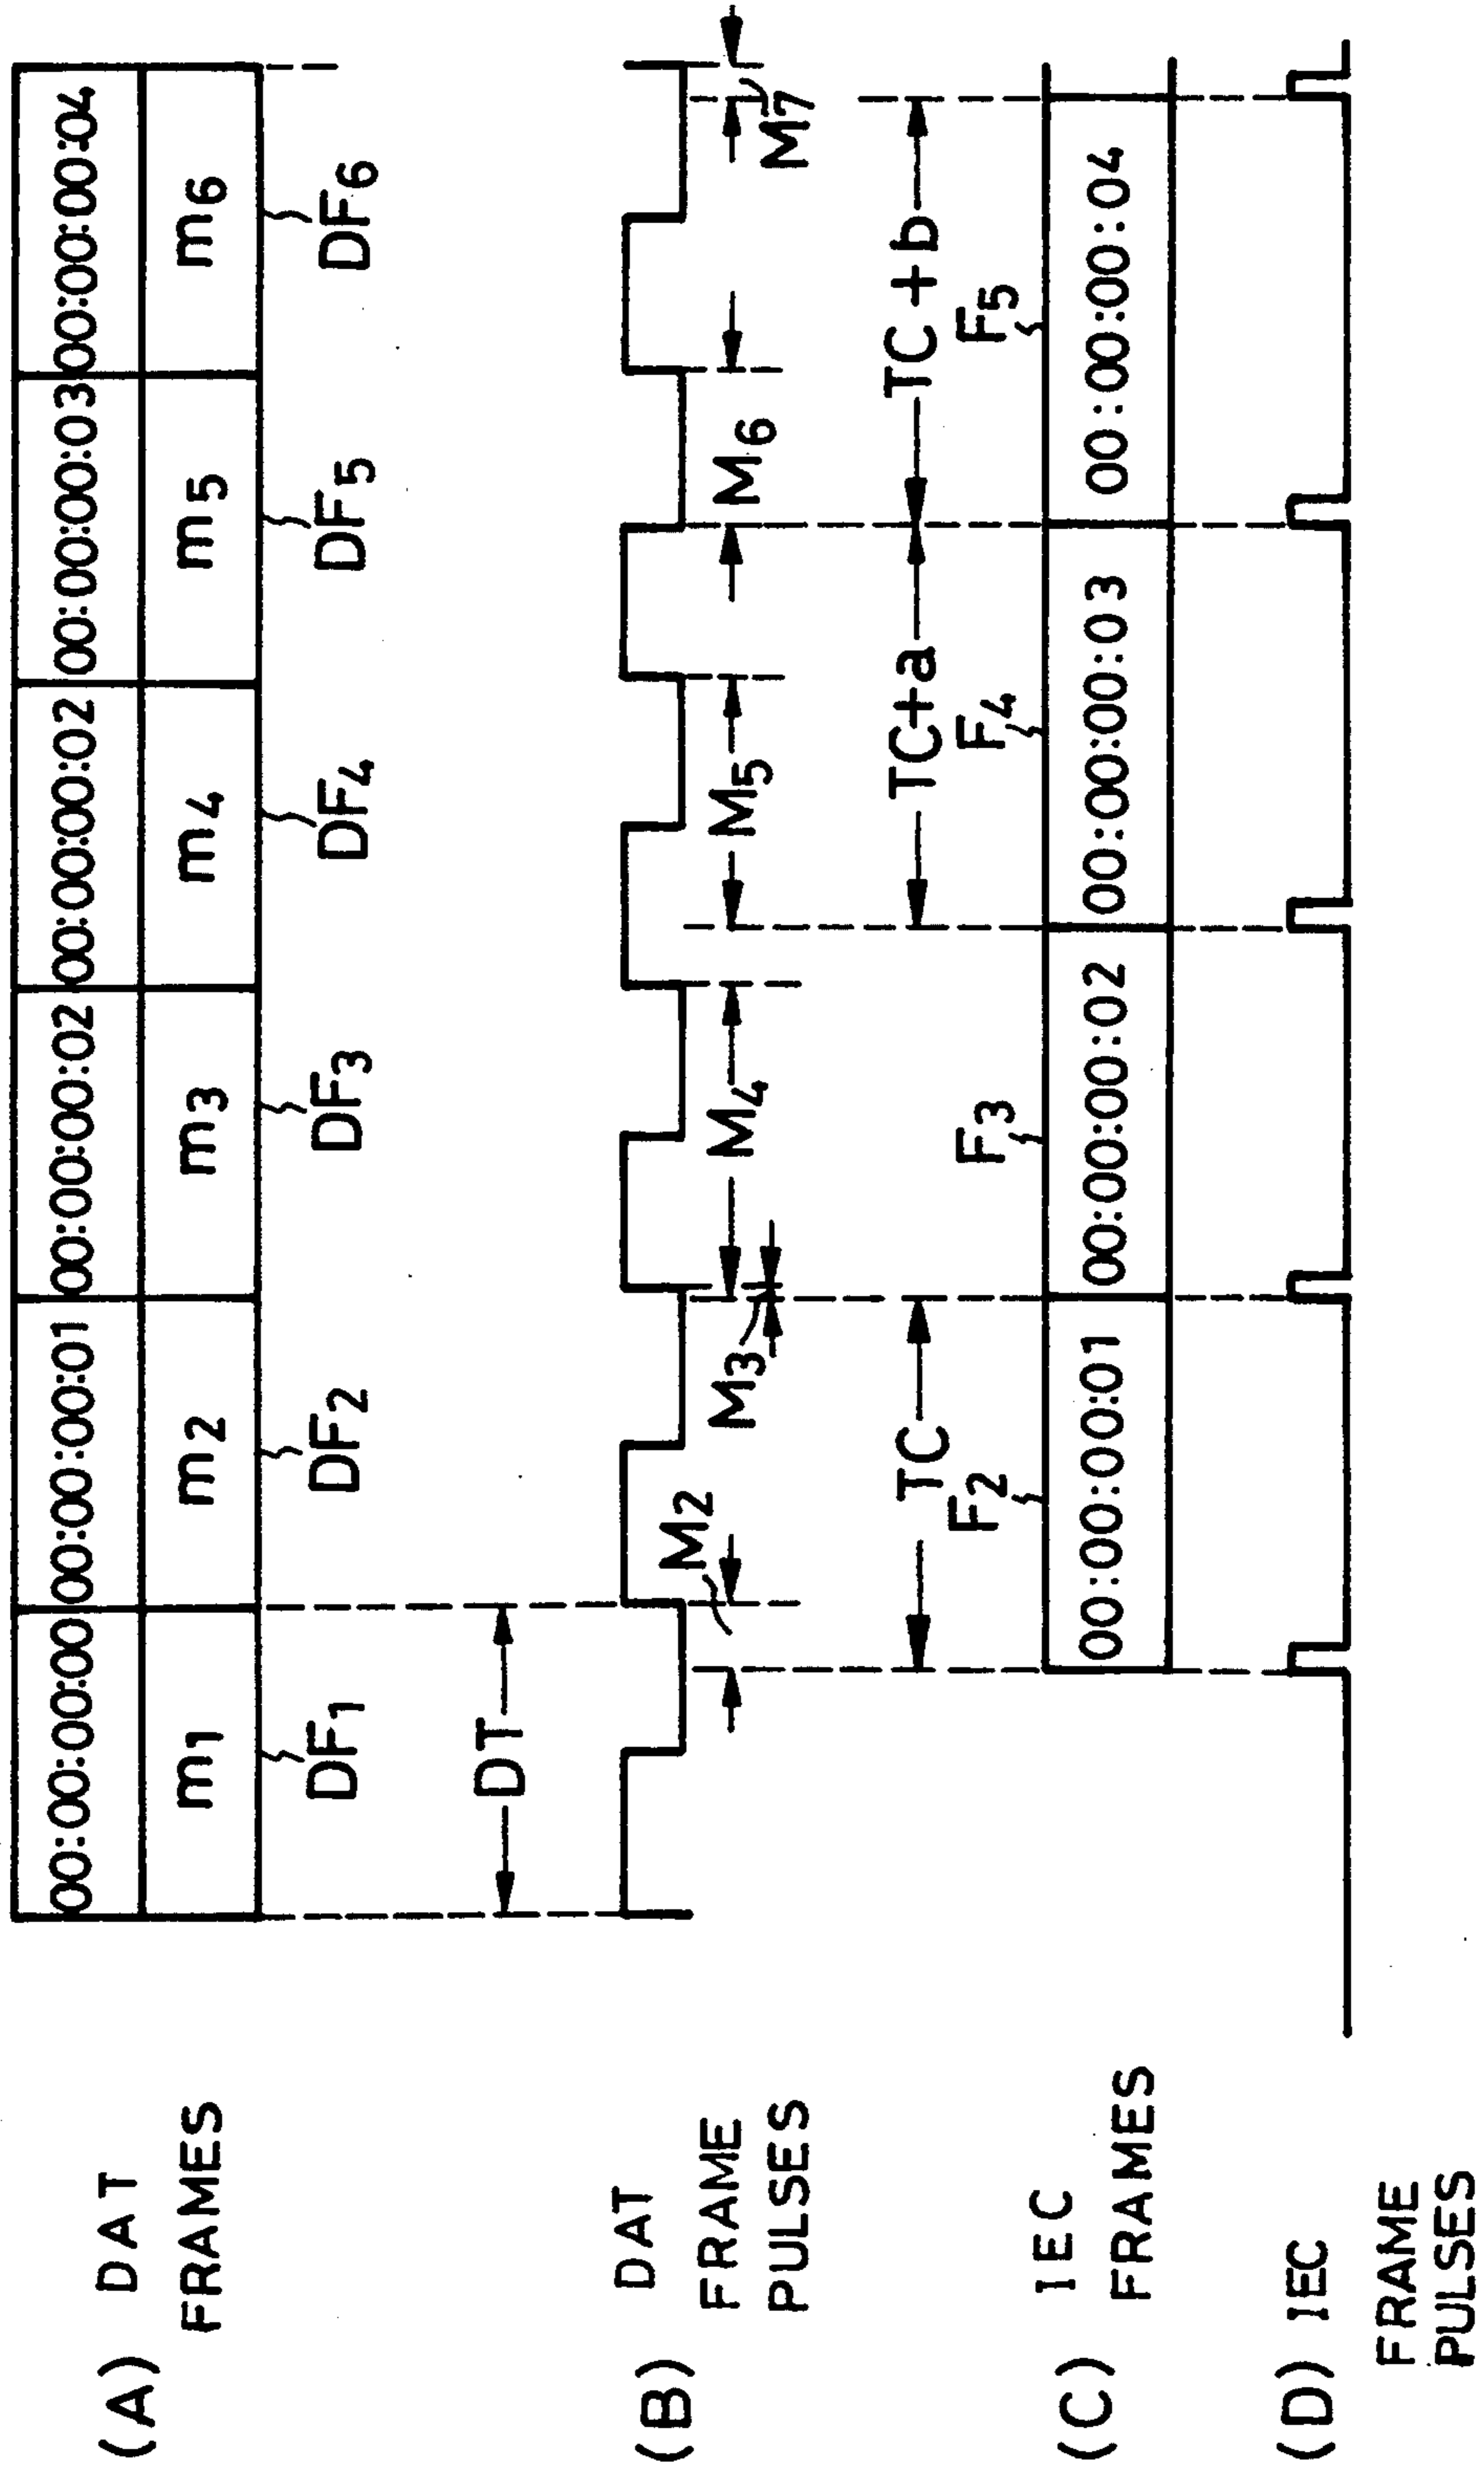 (A) DAT
FRAMES
00:00:00:00 00:00:00:01 00:00:00:02 00:00:00:02 00:00:00:03 00:00:00:04
m1 m2 m3 m4 m5 m6
DF1 DF2 DF3 DF4 DF5 DF6
DT
(B) DAT
FRAME
PULSES
M2 M3 M4 M5 M6 M7
TC TC+a TC+b
F2 F3 F4 F5
(C) IEC
FRAMES
00:00:00:01 00:00:00:02 00:00:00:03 00:00:00:04
(D) IEC
FRAME
PULSES